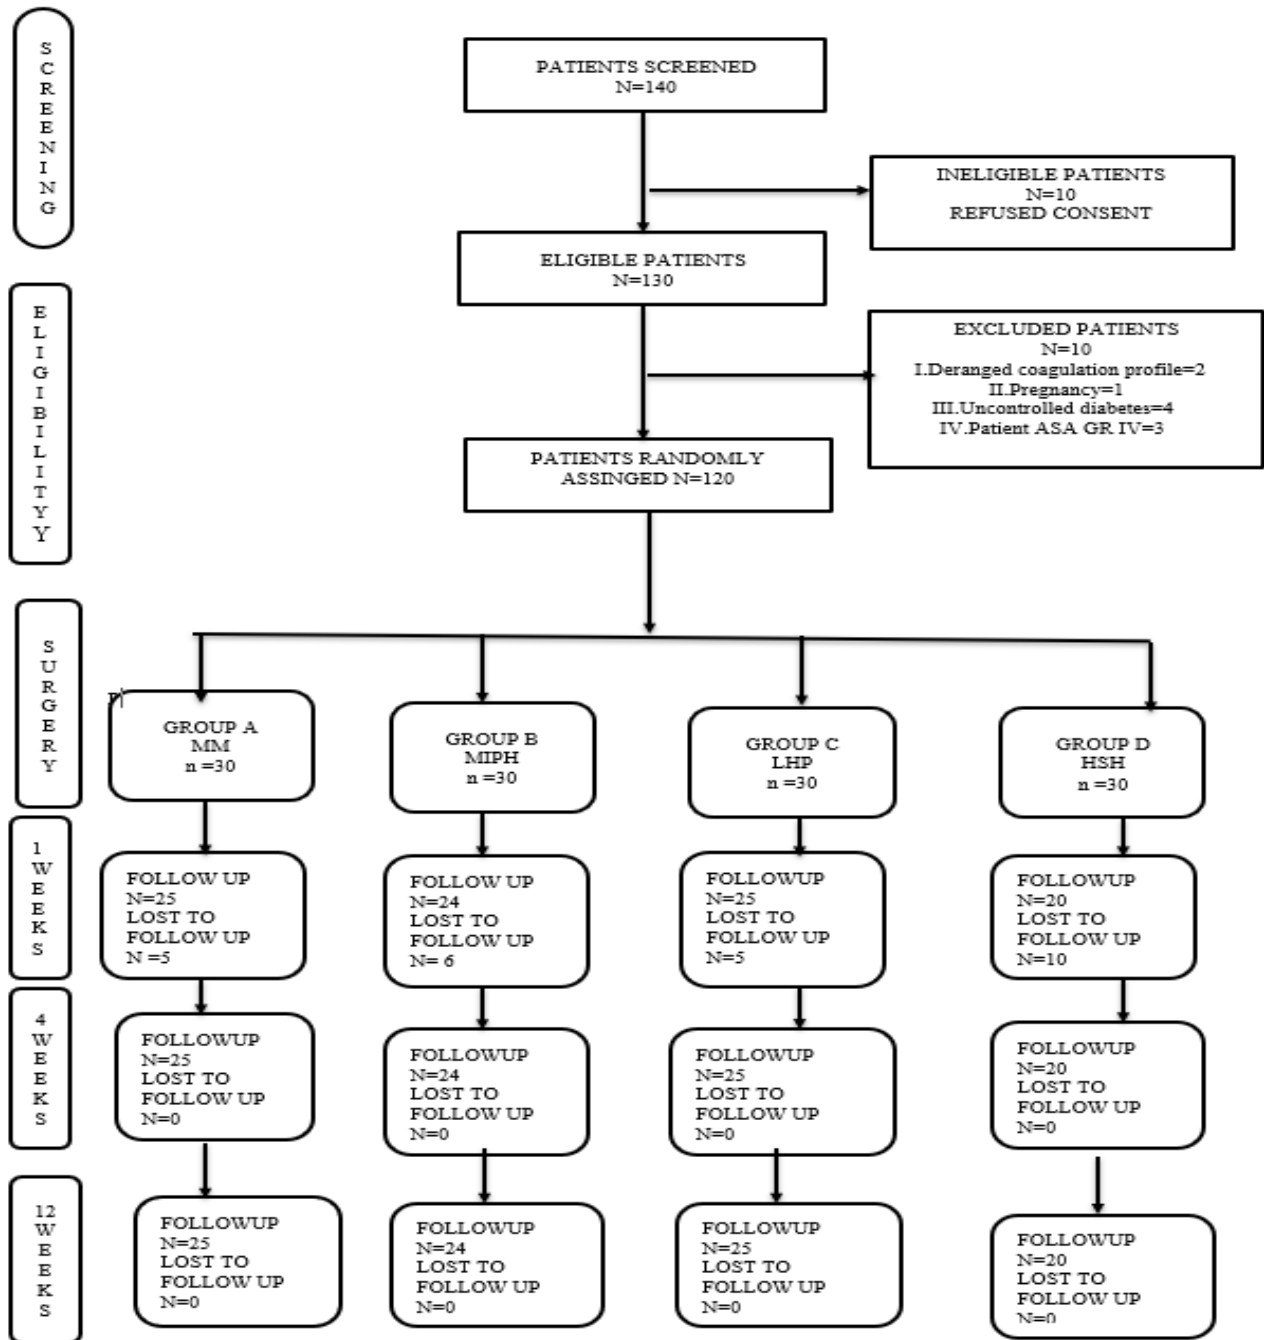 SCREENING
PATIENTS SCREENED
N=140
INELIGIBLE PATIENTS
N=10
REFUSED CONSENT
ELIGIBLE PATIENTS
N=130
ELIGIBILITYY
EXCLUDED PATIENTS
N=10
I.Deranged coagulation profile=2
II.Pregnancy=1
III.Uncontrolled diabetes=4
IV.Patient ASA GR IV=3
PATIENTS RANDOMLY
ASSINGED N=120
SURGERY
GROUP A
MM
n =30
GROUP B
MIPH
n =30
GROUP C
LHP
n =30
GROUP D
HSH
n =30
1 WEEKS
FOLLOW UP
N=25
LOST TO
FOLLOW UP
N =5
FOLLOW UP
N=24
LOST TO
FOLLOW UP
N= 6
FOLLOWUP
N=25
LOST TO
FOLLOW UP
N=5
FOLLOWUP
N=20
LOST TO
FOLLOW UP
N=10
4 WEEKS
FOLLOWUP
N=25
LOST TO
FOLLOW UP
N=0
FOLLOWUP
N=24
LOST TO
FOLLOW UP
N=0
FOLLOWUP
N=25
LOST TO
FOLLOW UP
N=0
FOLLOWUP
N=20
LOST TO
FOLLOW UP
N=0
12 WEEKS
FOLLOWUP
N=25
LOST TO
FOLLOW UP
N=0
FOLLOWUP
N=24
LOST TO
FOLLOW UP
N=0
FOLLOWUP
N=25
LOST TO
FOLLOW UP
N=0
FOLLOWUP
N=20
LOST TO
FOLLOW UP
N=0